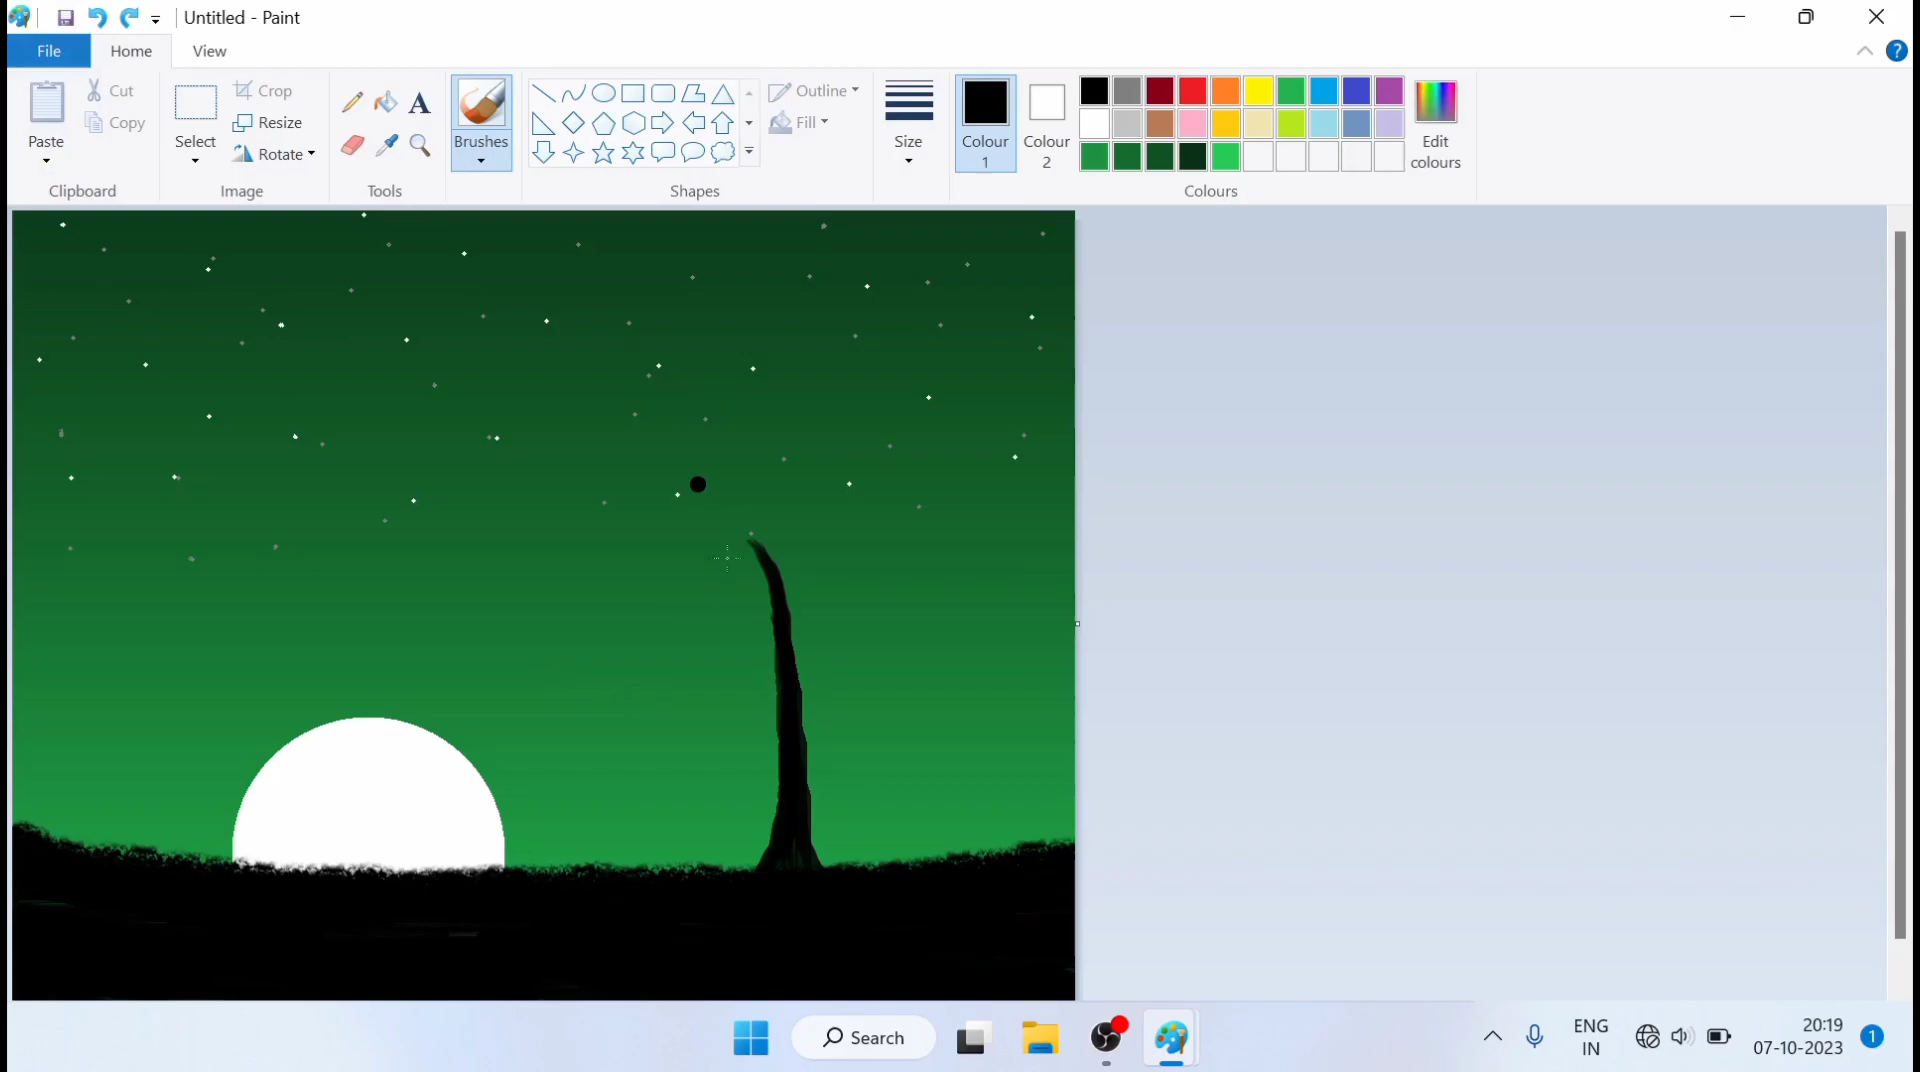 Untitled - Paint
File Home View
Paste Cut Copy Select Crop Resize Rotate A Brushes Outline Fill Size Colour 1 Colour 2 Edit colours
Clipboard Image Tools Shapes Colours
Search
ENG IN
20:19
07-10-2023
1